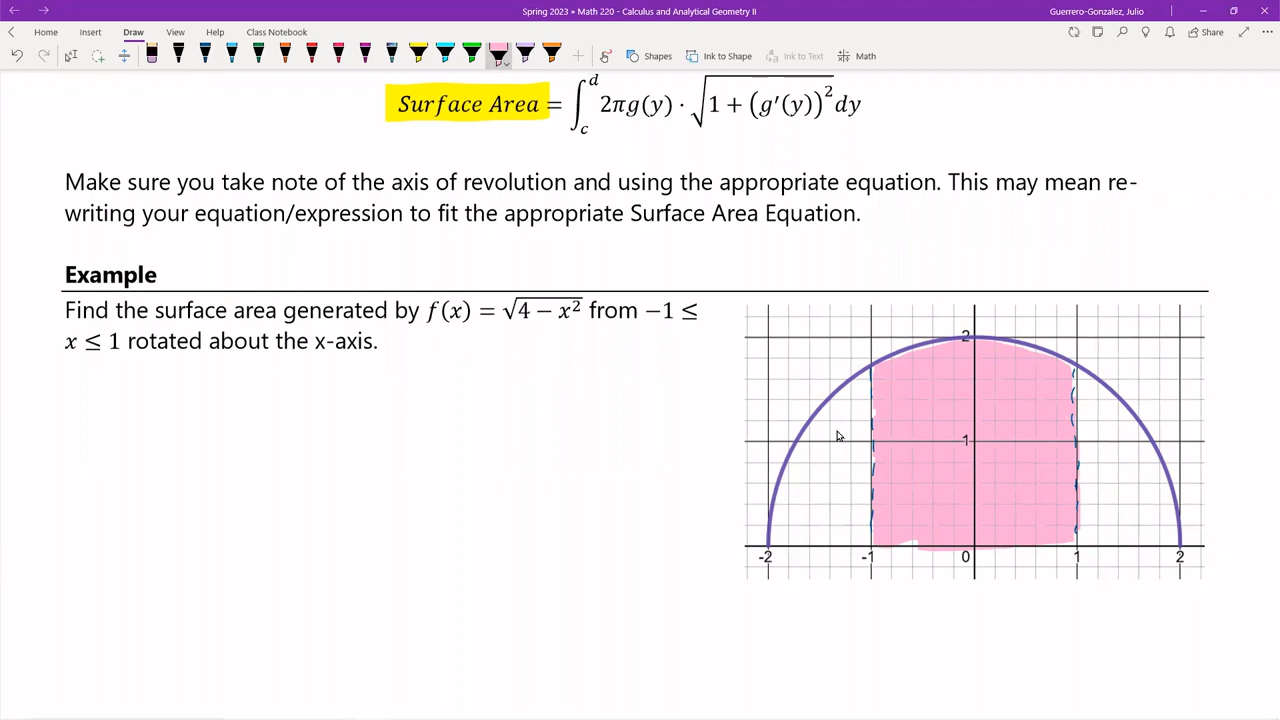 Spring 2023 » Math 220 - Calculus and Analytical Geometry II
Guerrero-Gonzalez, Julio
Home Insert Draw View Help Class Notebook
Share
Shapes Ink to Shape Ink to Text Math
Surface Area = ∫_c^d 2πg(y) · √(1 + (g′(y))²) dy
Make sure you take note of the axis of revolution and using the appropriate equation. This may mean re-
writing your equation/expression to fit the appropriate Surface Area Equation.
Example
Find the surface area generated by f(x) = √(4 − x²) from −1 ≤
x ≤ 1 rotated about the x-axis.
2
1
-2 -1 0 1 2